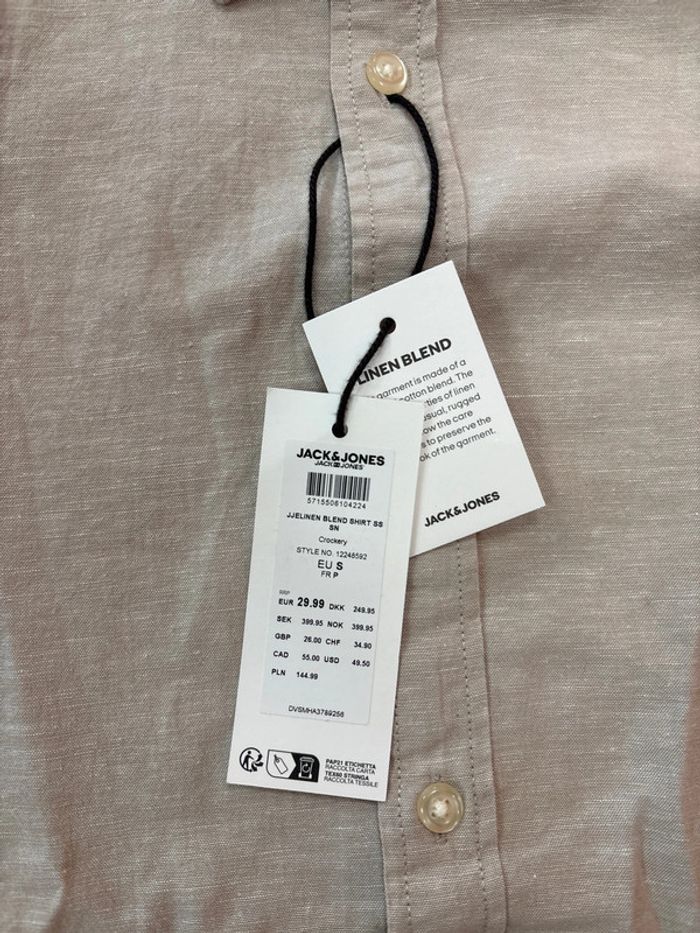 LINEN BLEND
garment is made of a
cotton blend. The
ties of linen
sual, rugged
ow the care
s to preserve the
ok of the garment.
JACK&JONES
JACK&JONES
JACK JONES
5715506104224
JJELINEN BLEND SHIRT SS
SN
Crockery
STYLE NO. 12248592
EU S
FR P
RRP
EUR 29.99 DKK 249.95
SEK 399.95 NOK 399.95
GBP 26.00 CHF 34.90
CAD 55.00 USD 49.50
PLN 144.99
DVSMHA3789256
PAP21 ETICHETTA
RACCOLTA CARTA
TEX60 STRINGA
RACCOLTA TESSILE